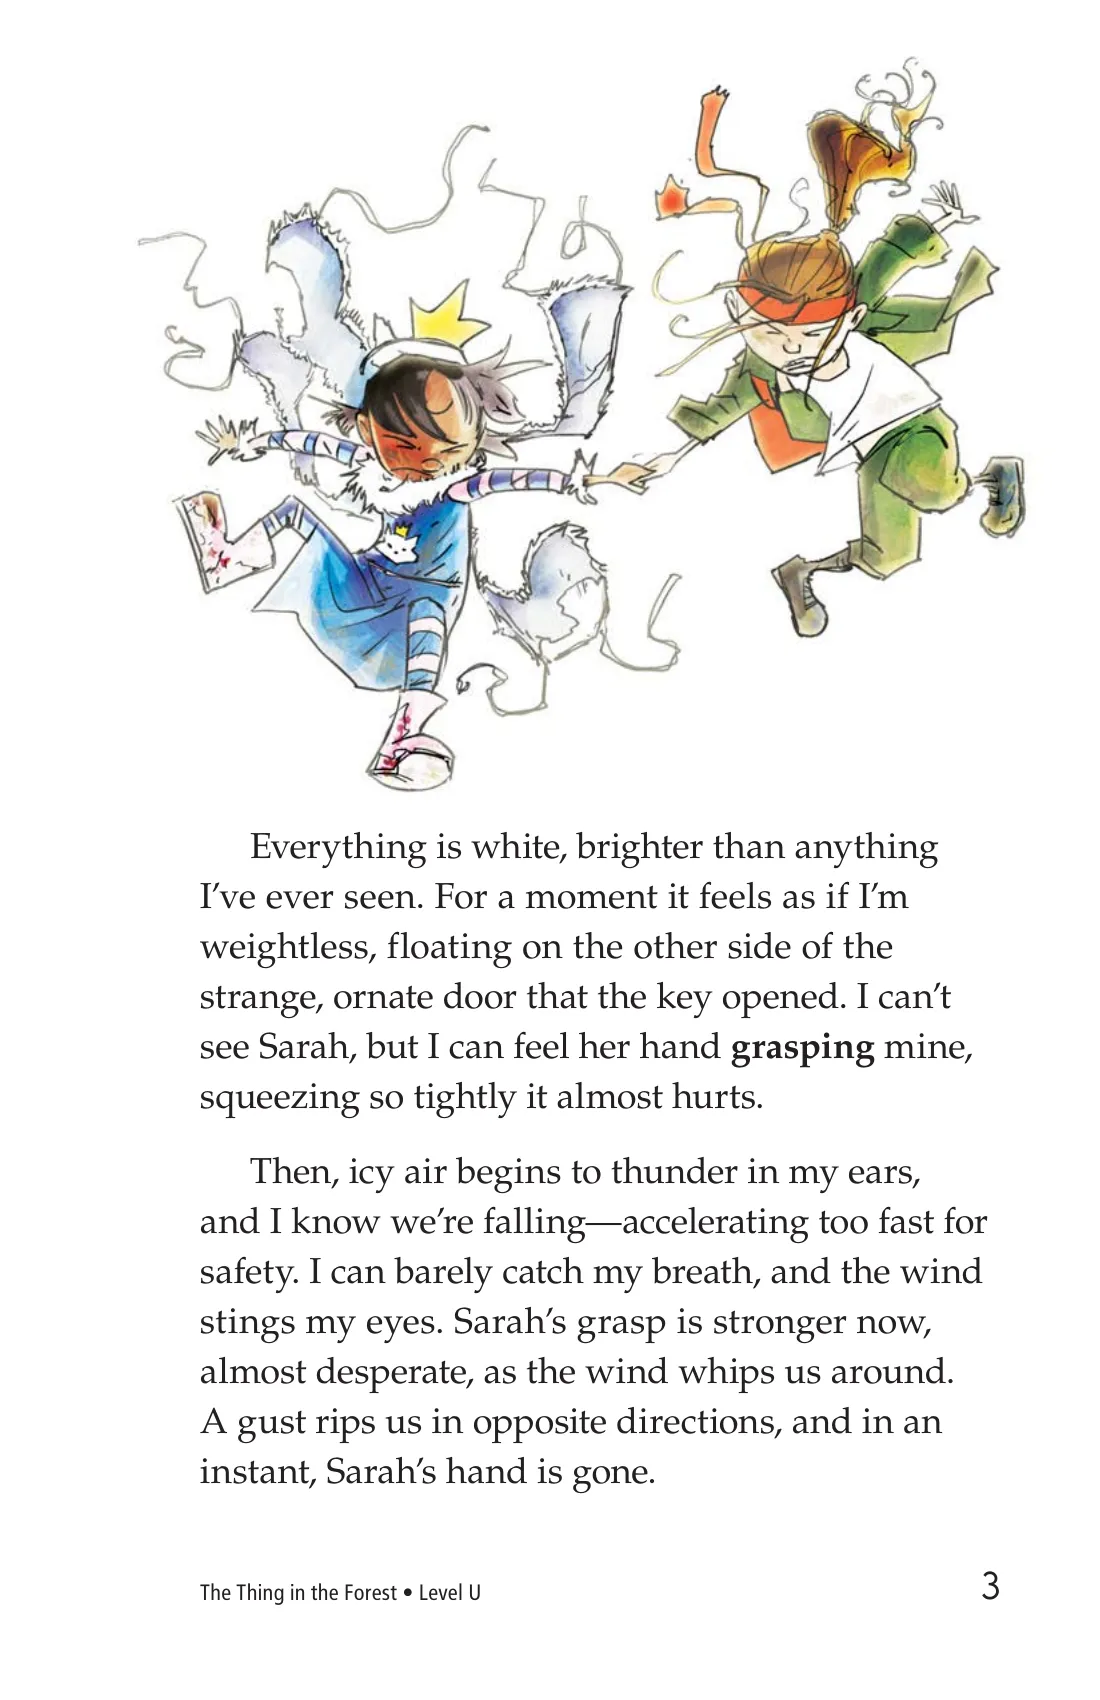 Everything is white, brighter than anything
I’ve ever seen. For a moment it feels as if I’m
weightless, floating on the other side of the
strange, ornate door that the key opened. I can’t
see Sarah, but I can feel her hand grasping mine,
squeezing so tightly it almost hurts.
Then, icy air begins to thunder in my ears,
and I know we’re falling—accelerating too fast for
safety. I can barely catch my breath, and the wind
stings my eyes. Sarah’s grasp is stronger now,
almost desperate, as the wind whips us around.
A gust rips us in opposite directions, and in an
instant, Sarah’s hand is gone.
The Thing in the Forest • Level U
3